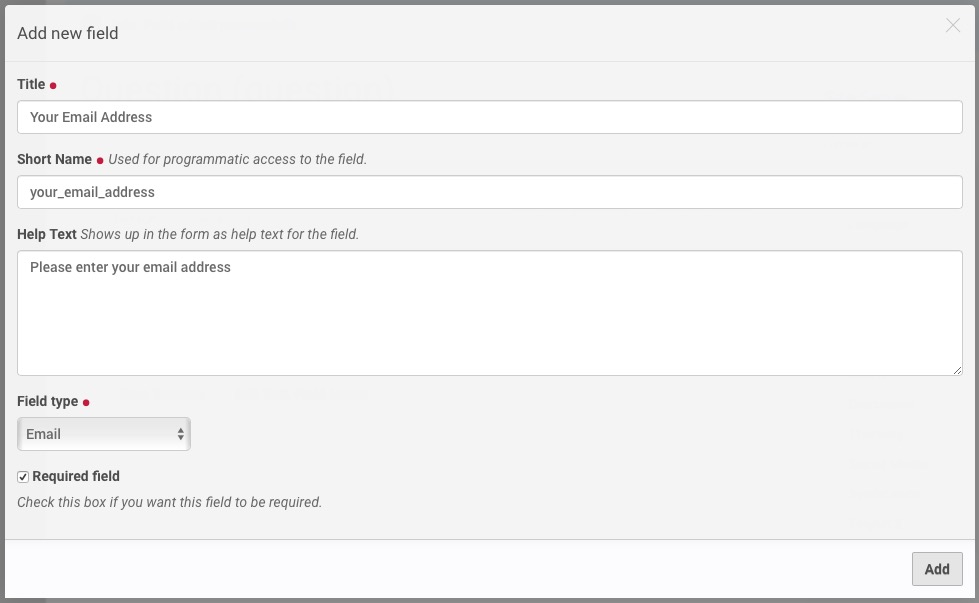 Add new field
Title
Your Email Address
Short Name Used for programmatic access to the field.
your_email_address
Help Text Shows up in the form as help text for the field.
Please enter your email address
Field type
Email
Required field
Check this box if you want this field to be required.
Add